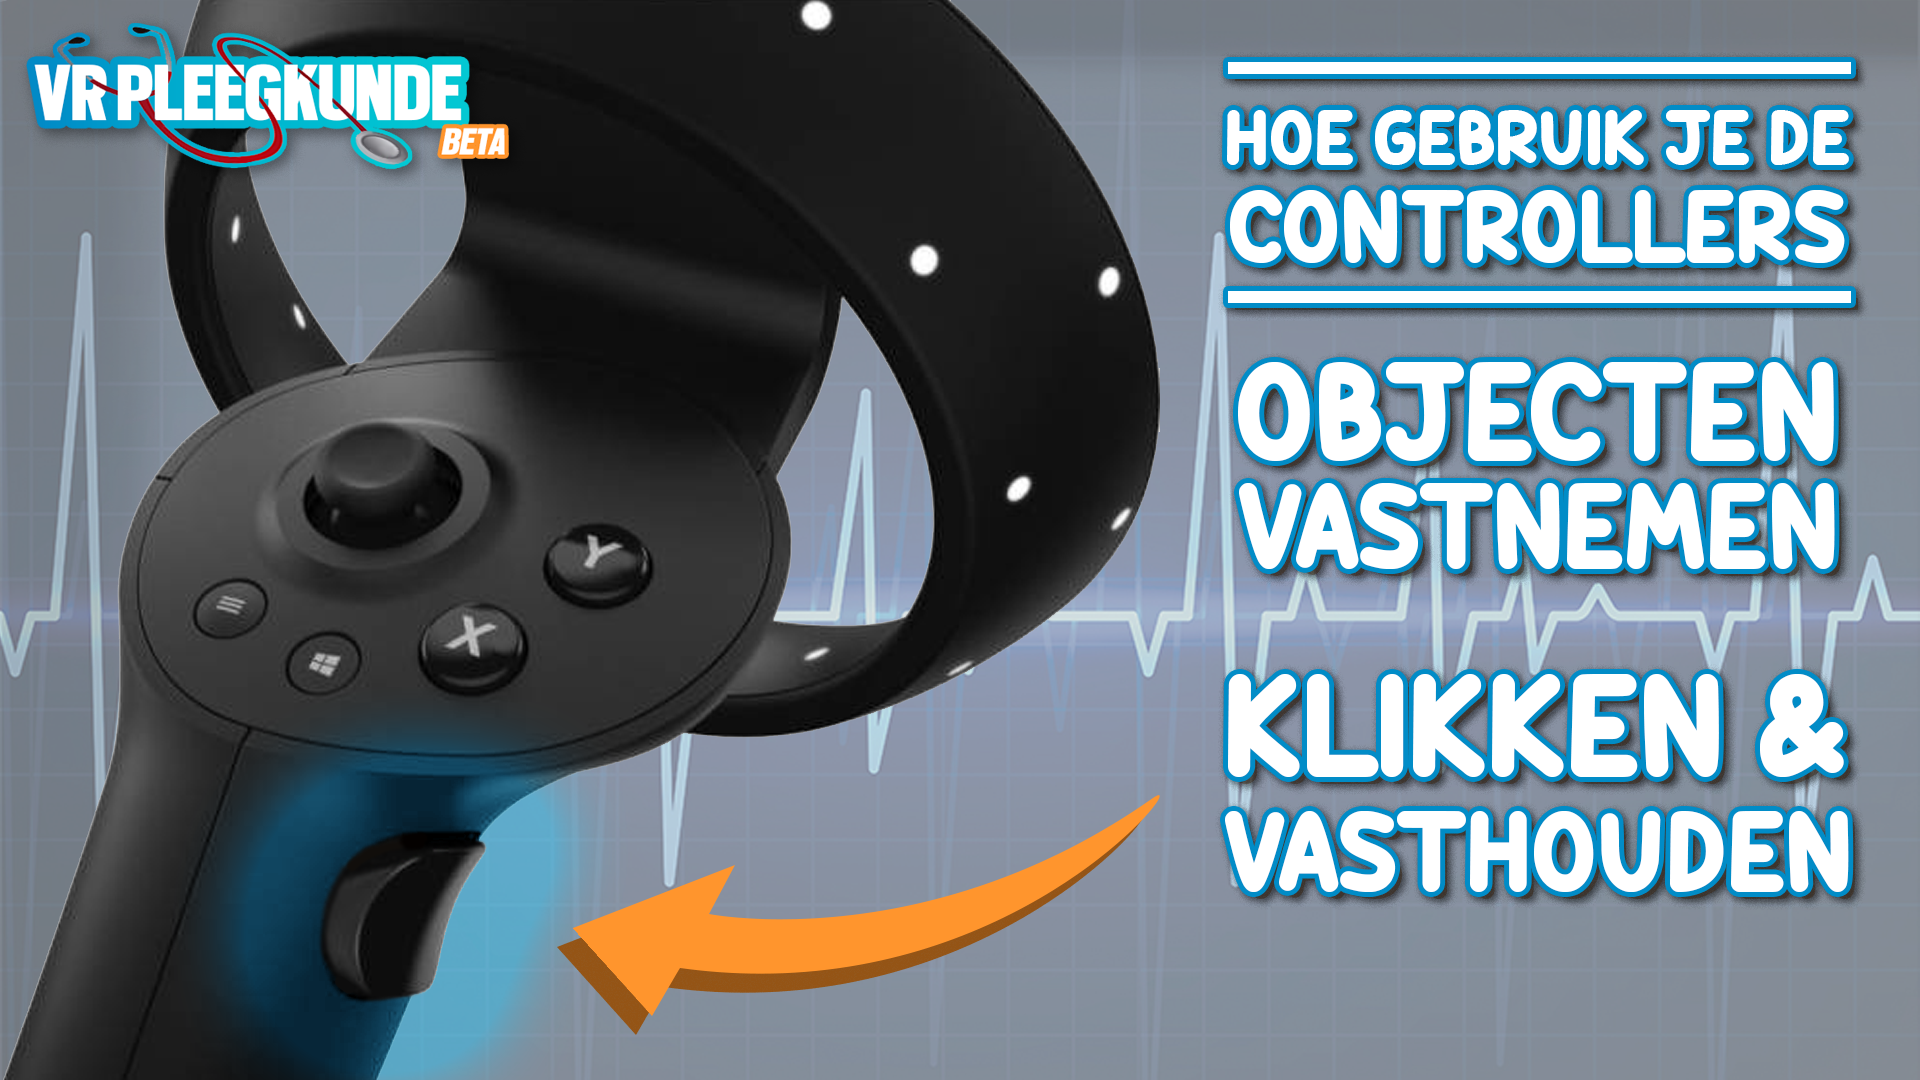 VR PLEEGKUNDE
BETA
HOE GEBRUIK JE DE
CONTROLLERS
OBJECTEN
VASTNEMEN
KLIKKEN &
VASTHOUDEN
Y
X